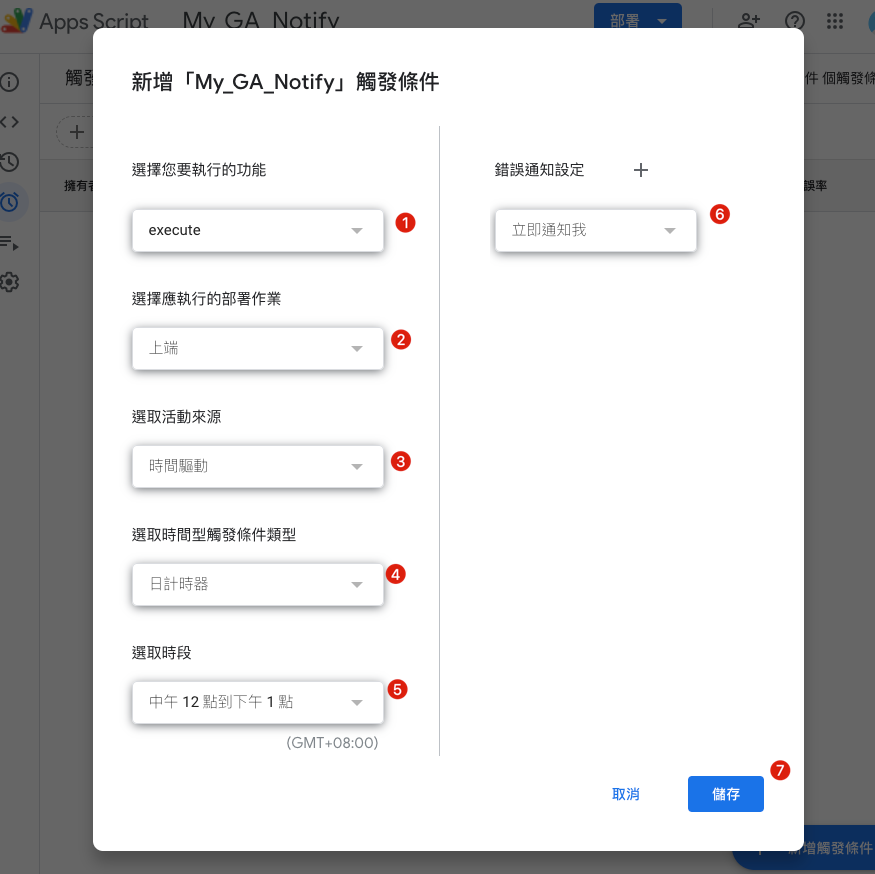 Apps Script
My_GA_Notify
部署
觸發
件 個觸發條
擁有者
誤率
新增「My_GA_Notify」觸發條件
選擇您要執行的功能
execute
1
選擇應執行的部署作業
上端
2
選取活動來源
時間驅動
3
選取時間型觸發條件類型
日計時器
4
選取時段
中午 12 點到下午 1 點
5
(GMT+08:00)
錯誤通知設定
立即通知我
6
取消
儲存
7
新增觸發條件